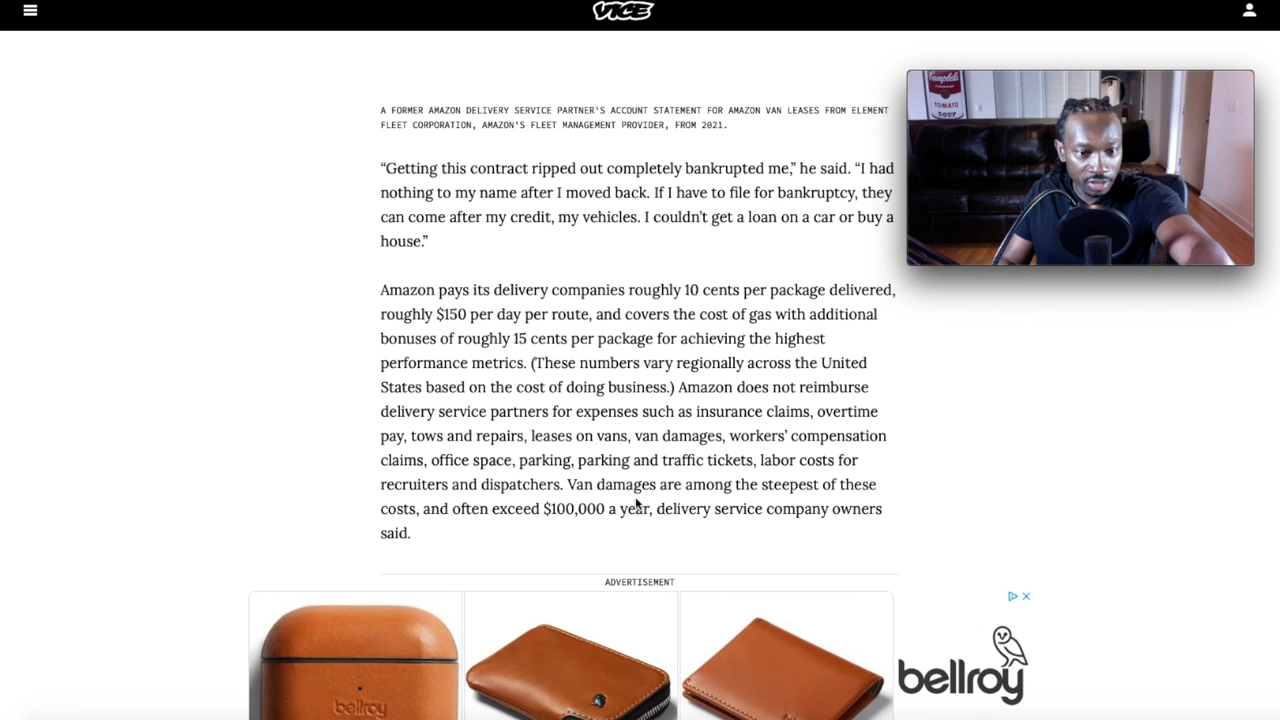 VICE
A FORMER AMAZON DELIVERY SERVICE PARTNER'S ACCOUNT STATEMENT FOR AMAZON VAN LEASES FROM ELEMENT
FLEET CORPORATION, AMAZON'S FLEET MANAGEMENT PROVIDER, FROM 2021.
“Getting this contract ripped out completely bankrupted me,” he said. “I had
nothing to my name after I moved back. If I have to file for bankruptcy, they
can come after my credit, my vehicles. I couldn’t get a loan on a car or buy a
house.”
Amazon pays its delivery companies roughly 10 cents per package delivered,
roughly $150 per day per route, and covers the cost of gas with additional
bonuses of roughly 15 cents per package for achieving the highest
performance metrics. (These numbers vary regionally across the United
States based on the cost of doing business.) Amazon does not reimburse
delivery service partners for expenses such as insurance claims, overtime
pay, tows and repairs, leases on vans, van damages, workers’ compensation
claims, office space, parking, parking and traffic tickets, labor costs for
recruiters and dispatchers. Van damages are among the steepest of these
costs, and often exceed $100,000 a year, delivery service company owners
said.
Campbell's
TOMATO
SOUP
ADVERTISEMENT
bellroy
bellroy